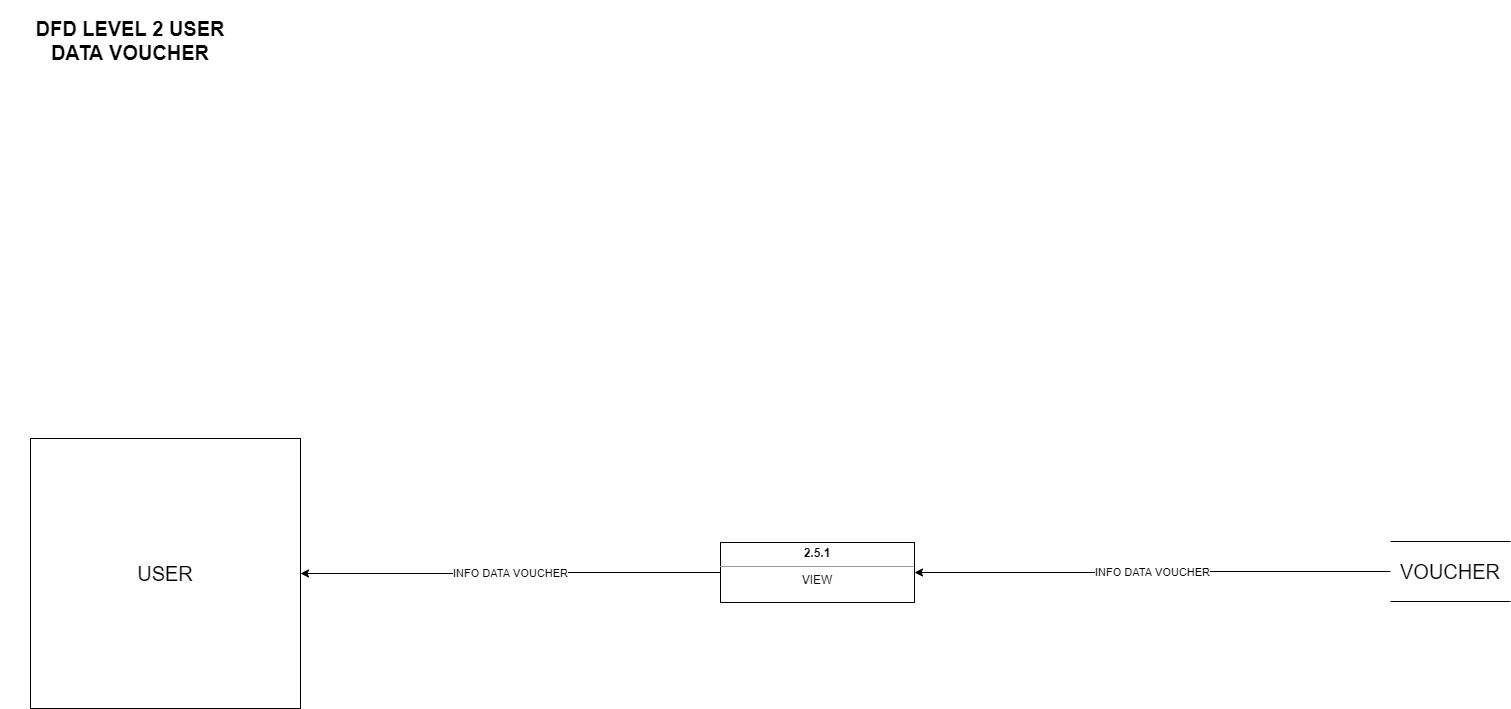 DFD LEVEL 2 USER
DATA VOUCHER
2.5.1
USER
INFO DATA VOUCHER
VIEW
INFO DATA VOUCHER
VOUCHER